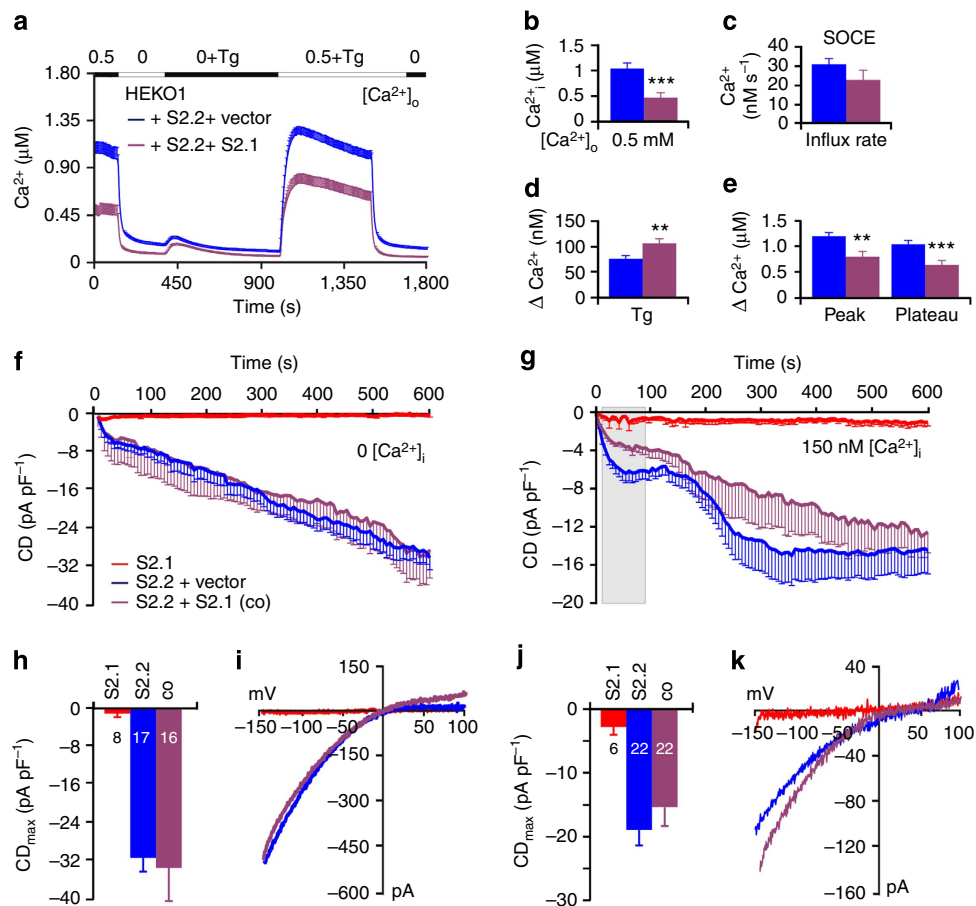 a
0.5 0 0+Tg 0.5+Tg 0
1.80
1.35
0.90
0.45
0
Ca2+ (μM)
HEKO1
[Ca2+]o
+ S2.2+ vector
+ S2.2+ S2.1
0 450 900 1,350 1,800
Time (s)
b
1.5
1
0.5
0
Ca2+i (μM)
***
[Ca2+]o 0.5 mM
c
SOCE
40
30
20
10
0
Ca2+ (nM s−1)
Influx rate
d
150
100
50
0
Δ Ca2+ (nM)
**
Tg
e
1.5
1.0
0.5
0
Δ Ca2+ (μM)
** ***
Peak Plateau
f
Time (s)
0 100 200 300 400 500 600
0
−8
−16
−24
−32
−40
CD (pA pF−1)
0 [Ca2+]i
S2.1
S2.2 + vector
S2.2 + S2.1 (co)
g
Time (s)
0 100 200 300 400 500 600
0
−4
−8
−12
−16
−20
CD (pA pF−1)
150 nM [Ca2+]i
h
S2.1 S2.2 co
0
−8
−16
−24
−32
−40
CDmax (pA pF−1)
8 17 16
i
150
mV
−150 −100 −50 0 50 100
−150
−300
−450
−600
pA
j
S2.1 S2.2 co
0
−10
−20
−30
CDmax (pA pF−1)
6 22 22
k
40
mV
−150 −100 −50 0 50 100
−40
−80
−120
−160
pA